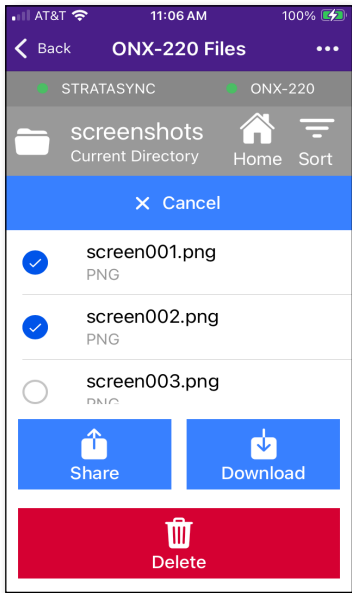 AT&T 11:06 AM 100%
Back ONX-220 Files
STRATASYNC ONX-220
screenshots
Current Directory Home Sort
Cancel
screen001.png
PNG
screen002.png
PNG
screen003.png
PNG
Share Download
Delete